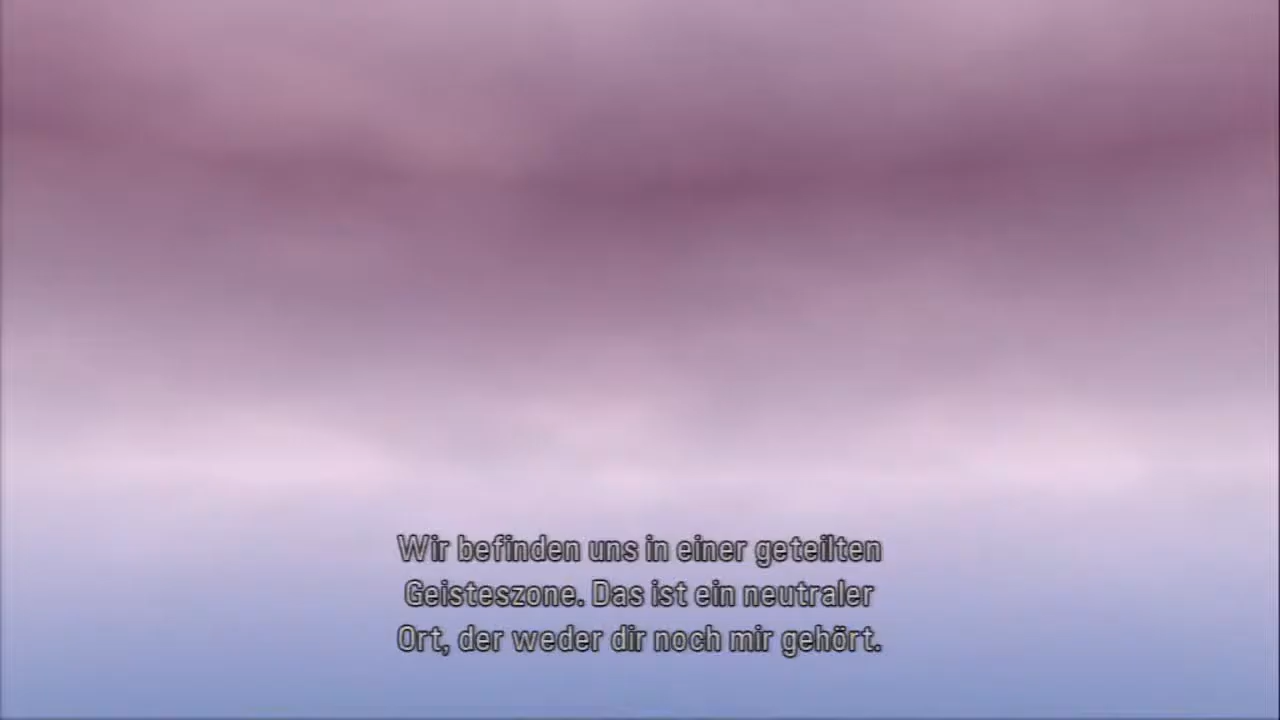 Wir befinden uns in einer geteilten
Geisteszone. Das ist ein neutraler
Ort, der weder dir noch mir gehört.